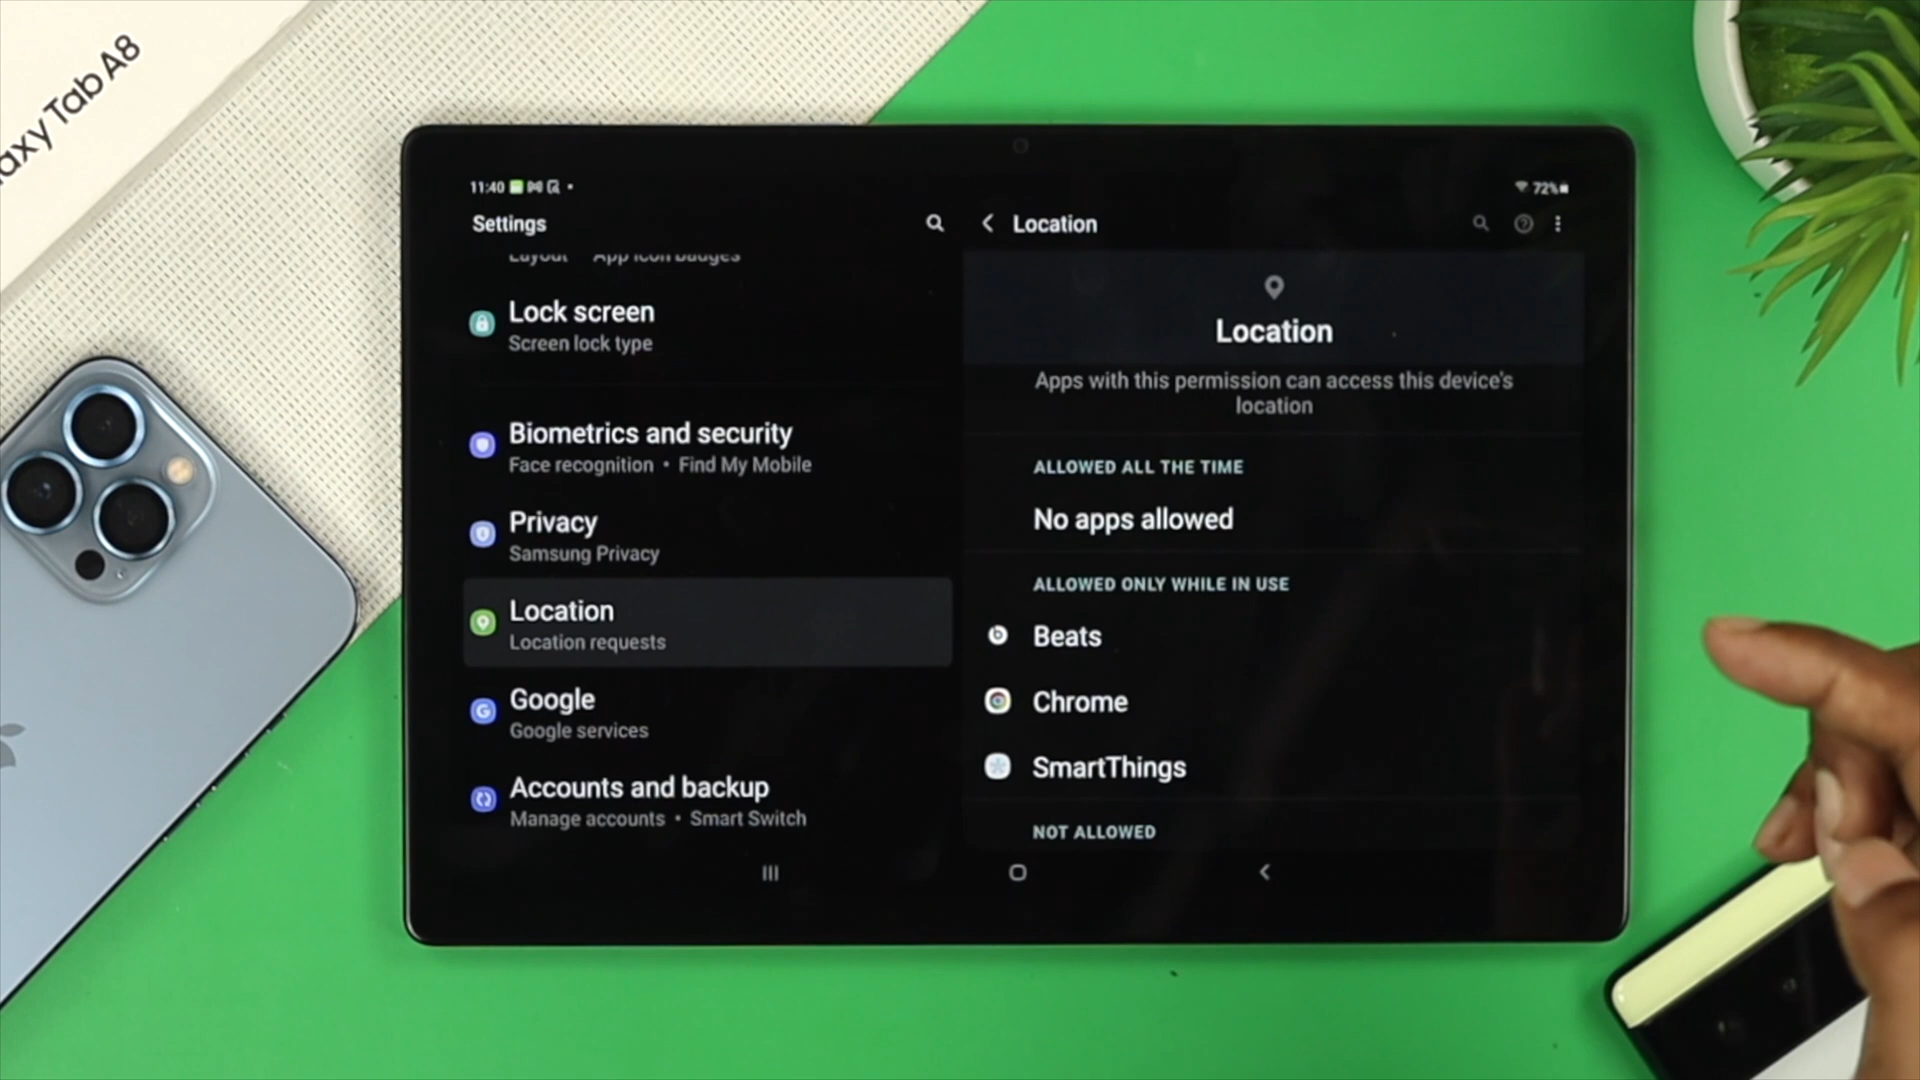 axy Tab A8
11:40
72%
Settings
Location
Layout App icon badges
Lock screen
Screen lock type
Biometrics and security
Face recognition • Find My Mobile
Privacy
Samsung Privacy
Location
Location requests
Google
Google services
Accounts and backup
Manage accounts • Smart Switch
Location
Apps with this permission can access this device's
location
ALLOWED ALL THE TIME
No apps allowed
ALLOWED ONLY WHILE IN USE
Beats
Chrome
SmartThings
NOT ALLOWED